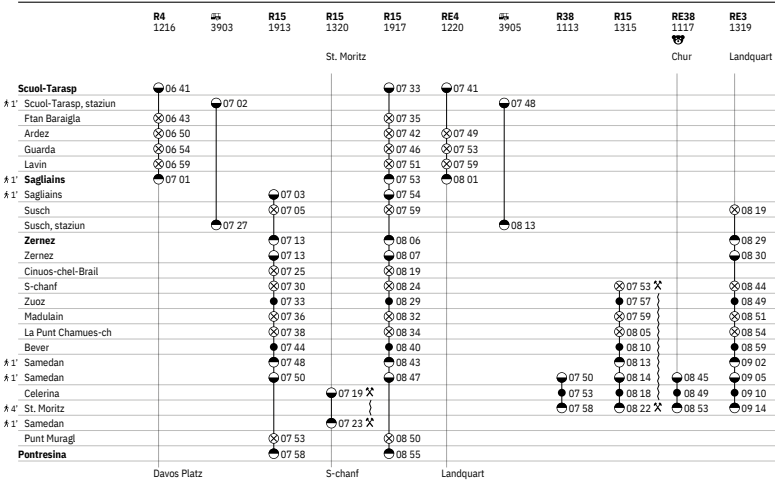 R4 R15 R15 R15 RE4 R38 R15 RE38 RE3
1216 3903 1913 1320 1917 1220 3905 1113 1315 1117 1319
St. Moritz Chur Landquart
Scuol-Tarasp 06 41 07 33 07 41
1' Scuol-Tarasp, staziun 07 02 07 48
Ftan Baraigla 06 43 07 35
Ardez 06 50 07 42 07 49
Guarda 06 54 07 46 07 53
Lavin 06 59 07 51 07 59
1' Sagliains 07 01 07 53 08 01
1' Sagliains 07 03 07 54
Susch 07 05 07 59 08 19
Susch, staziun 07 27 08 13
Zernez 07 13 08 06 08 29
Zernez 07 13 08 07 08 30
Cinuos-chel-Brail 07 25 08 19
S-chanf 07 30 08 24 07 53 08 44
Zuoz 07 33 08 29 07 57 08 49
Madulain 07 36 08 32 07 59 08 51
La Punt Chamues-ch 07 38 08 34 08 05 08 54
Bever 07 44 08 40 08 10 08 59
1' Samedan 07 48 08 43 08 13 09 02
1' Samedan 07 50 08 47 07 50 08 14 08 45 09 05
Celerina 07 19 07 53 08 18 08 49 09 10
4' St. Moritz 07 58 08 22 08 53 09 14
1' Samedan 07 23
Punt Muragl 07 53 08 50
Pontresina 07 58 08 55
Davos Platz S-chanf Landquart